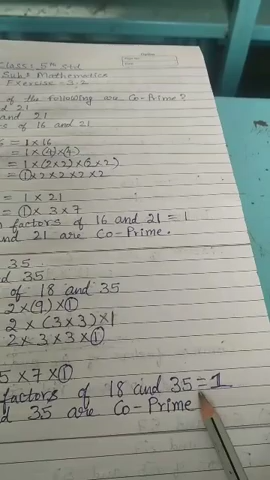 CLASS: 5th Std
Sub: Mathematics
Exercise - 3.2
of the following are Co-Prime?
21
and 21
of 16 and 21
= 1 × 16
= 1 × (4) × (4)
= 1 × (2×2) × (2×2)
= 1 × 2 × 2 × 2 × 2
= 1 × 21
= 1 × 3 × 7
factors of 16 and 21 = 1
and 21 are Co-Prime.
35
35
of 18 and 35
2 × (9) × 1
2 × (3×3) × 1
2 × 3 × 3 × 1
5 × 7 × 1
factors of 18 and 35 = 1
35 are Co-Prime